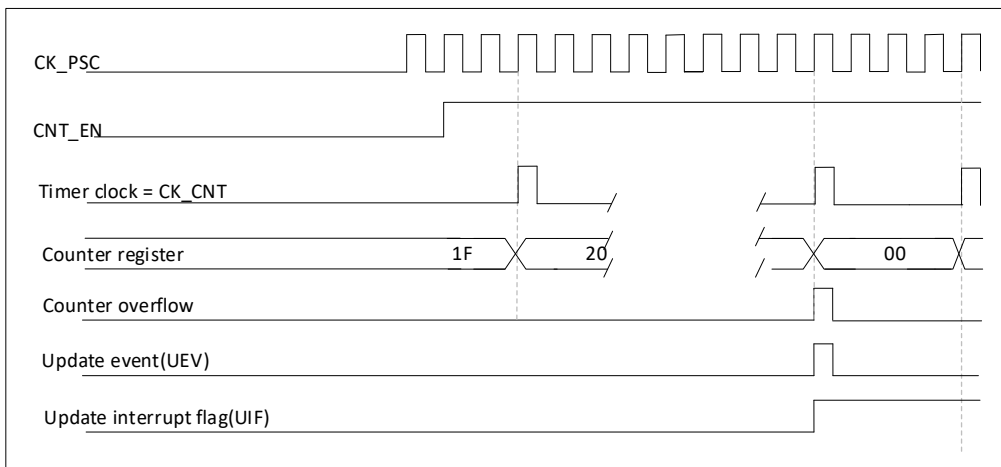 CK_PSC
CNT_EN
Timer clock = CK_CNT
Counter register 1F 20 00
Counter overflow
Update event(UEV)
Update interrupt flag(UIF)